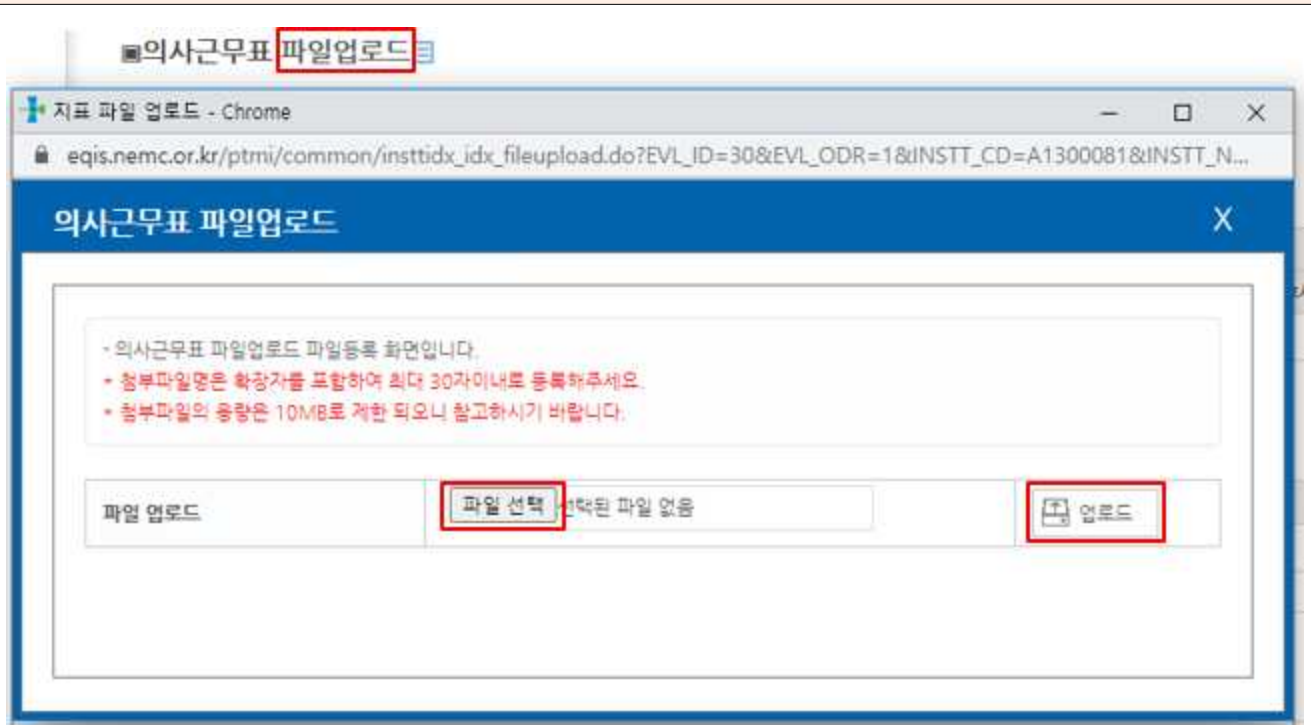 ▣의사근무표 파일업로드
지표 파일 업로드 - Chrome
eqis.nemc.or.kr/ptmi/common/insttidx_idx_fileupload.do?EVL_ID=30&EVL_ODR=1&INSTT_CD=A1300081&INSTT_N...
의사근무표 파일업로드 X
- 의사근무표 파일업로드 파일등록 화면입니다.
* 첨부파일명은 확장자를 포함하여 최대 30자이내로 등록해주세요.
* 첨부파일의 용량은 10MB로 제한 되오니 참고하시기 바랍니다.
파일 업로드 파일 선택 선택된 파일 없음 업로드